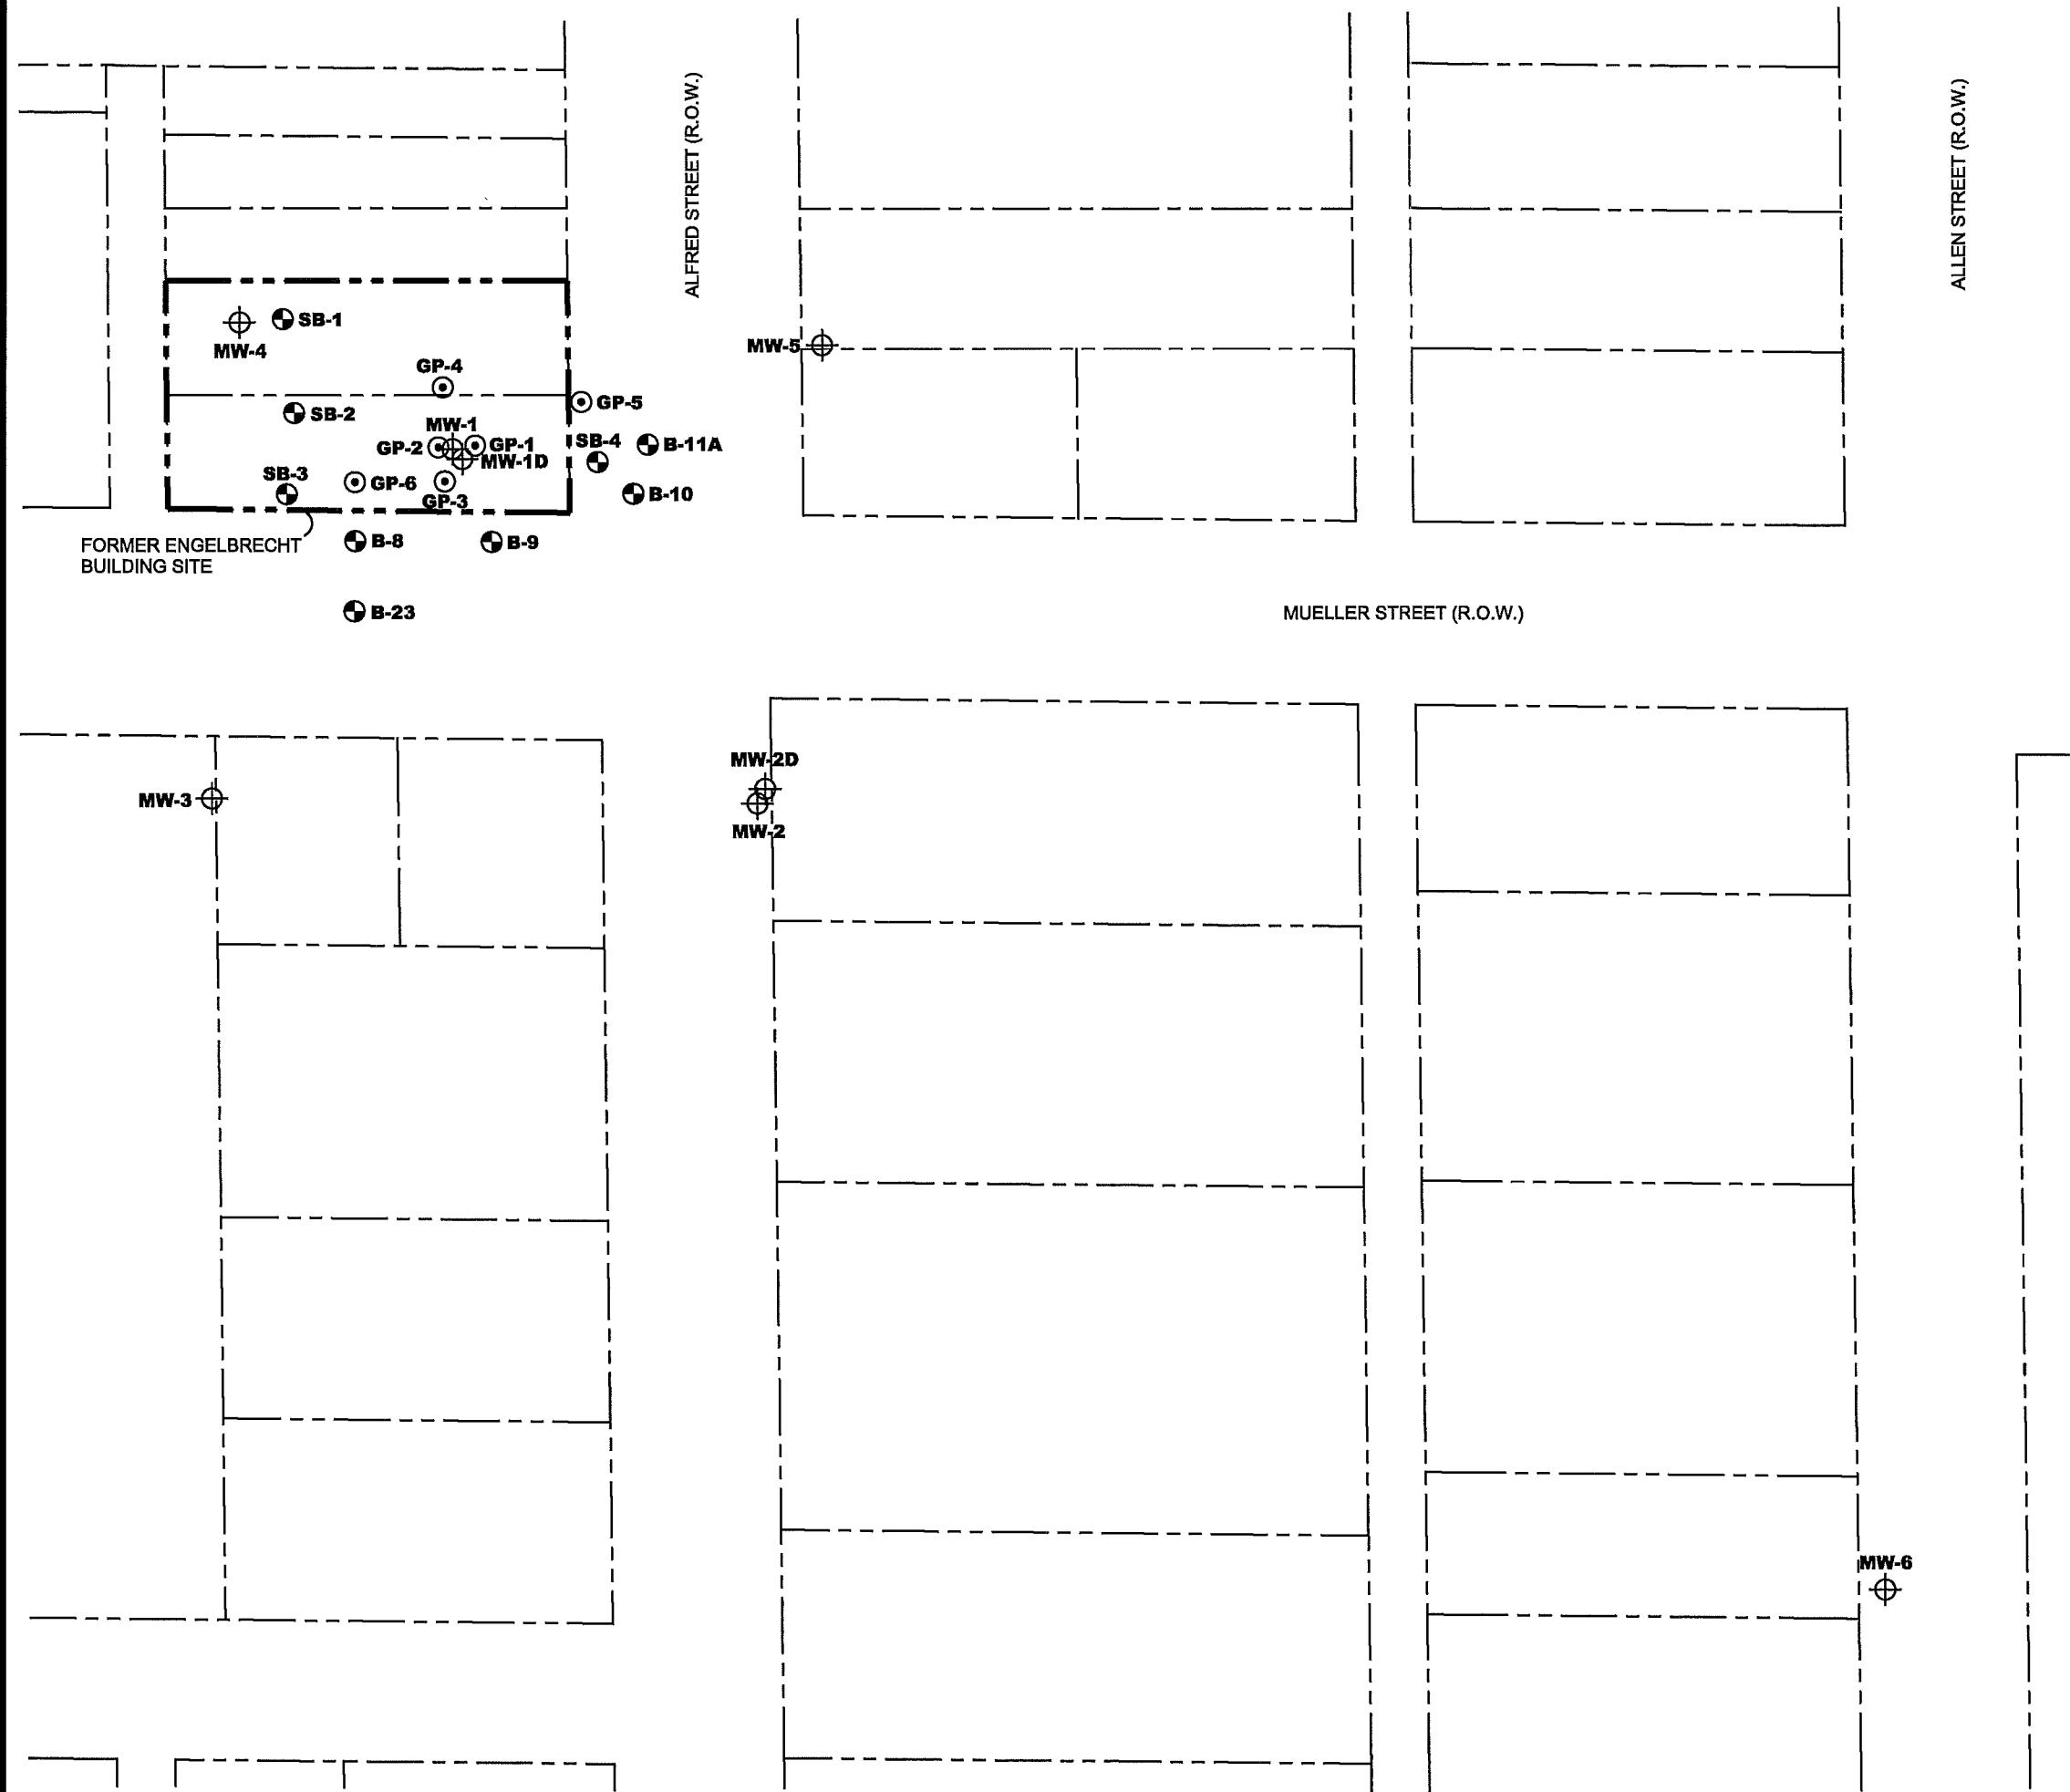 ALFRED STREET (R.O.W.)
ALLEN STREET (R.O.W.)
SB-1
MW-4
MW-5
GP-4
GP-5
SB-2
MW-1
GP-2
GP-1
SB-4
B-11A
MW-1D
SB-3
GP-6
B-10
GP-3
FORMER ENGELBRECHT
BUILDING SITE
B-8
B-9
B-23
MUELLER STREET (R.O.W.)
MW-2D
MW-3
MW-2
MW-6